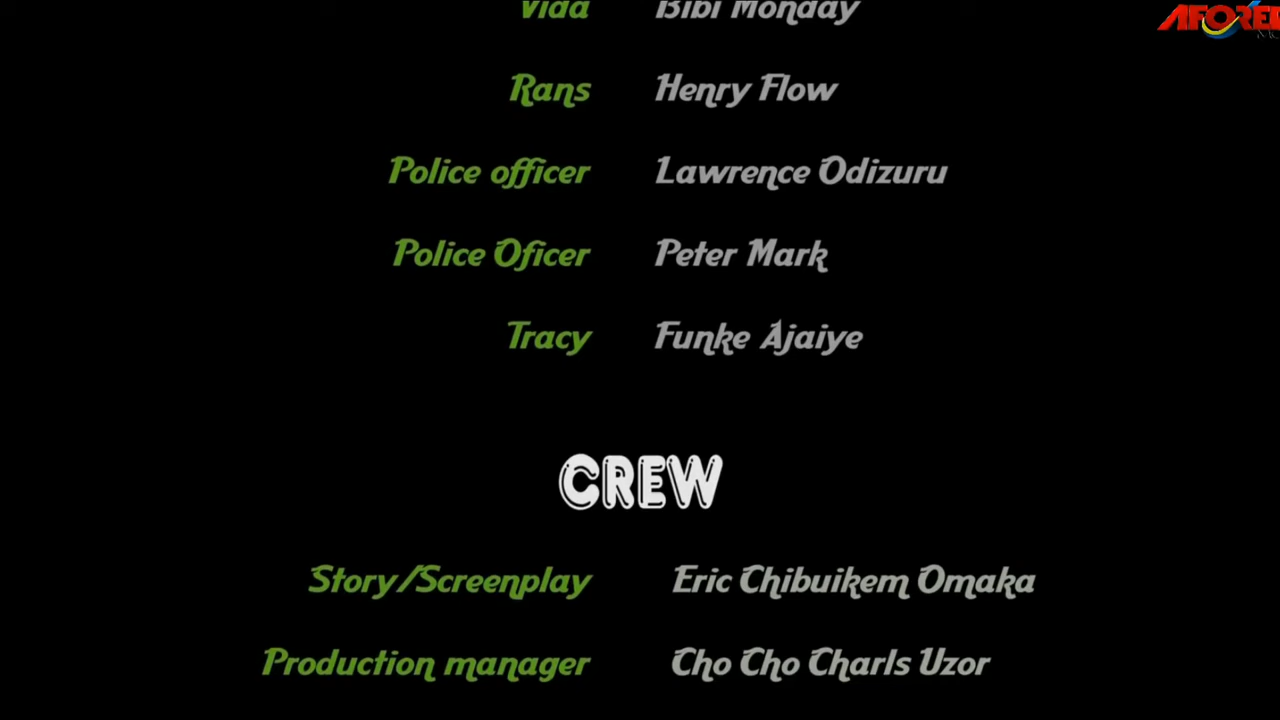 Vida Bibi Monday
Rans Henry Flow
Police officer Lawrence Odizuru
Police Oficer Peter Mark
Tracy Funke Ajaiye
CREW
Story/Screenplay Eric Chibuikem Omaka
Production manager Cho Cho Charls Uzor